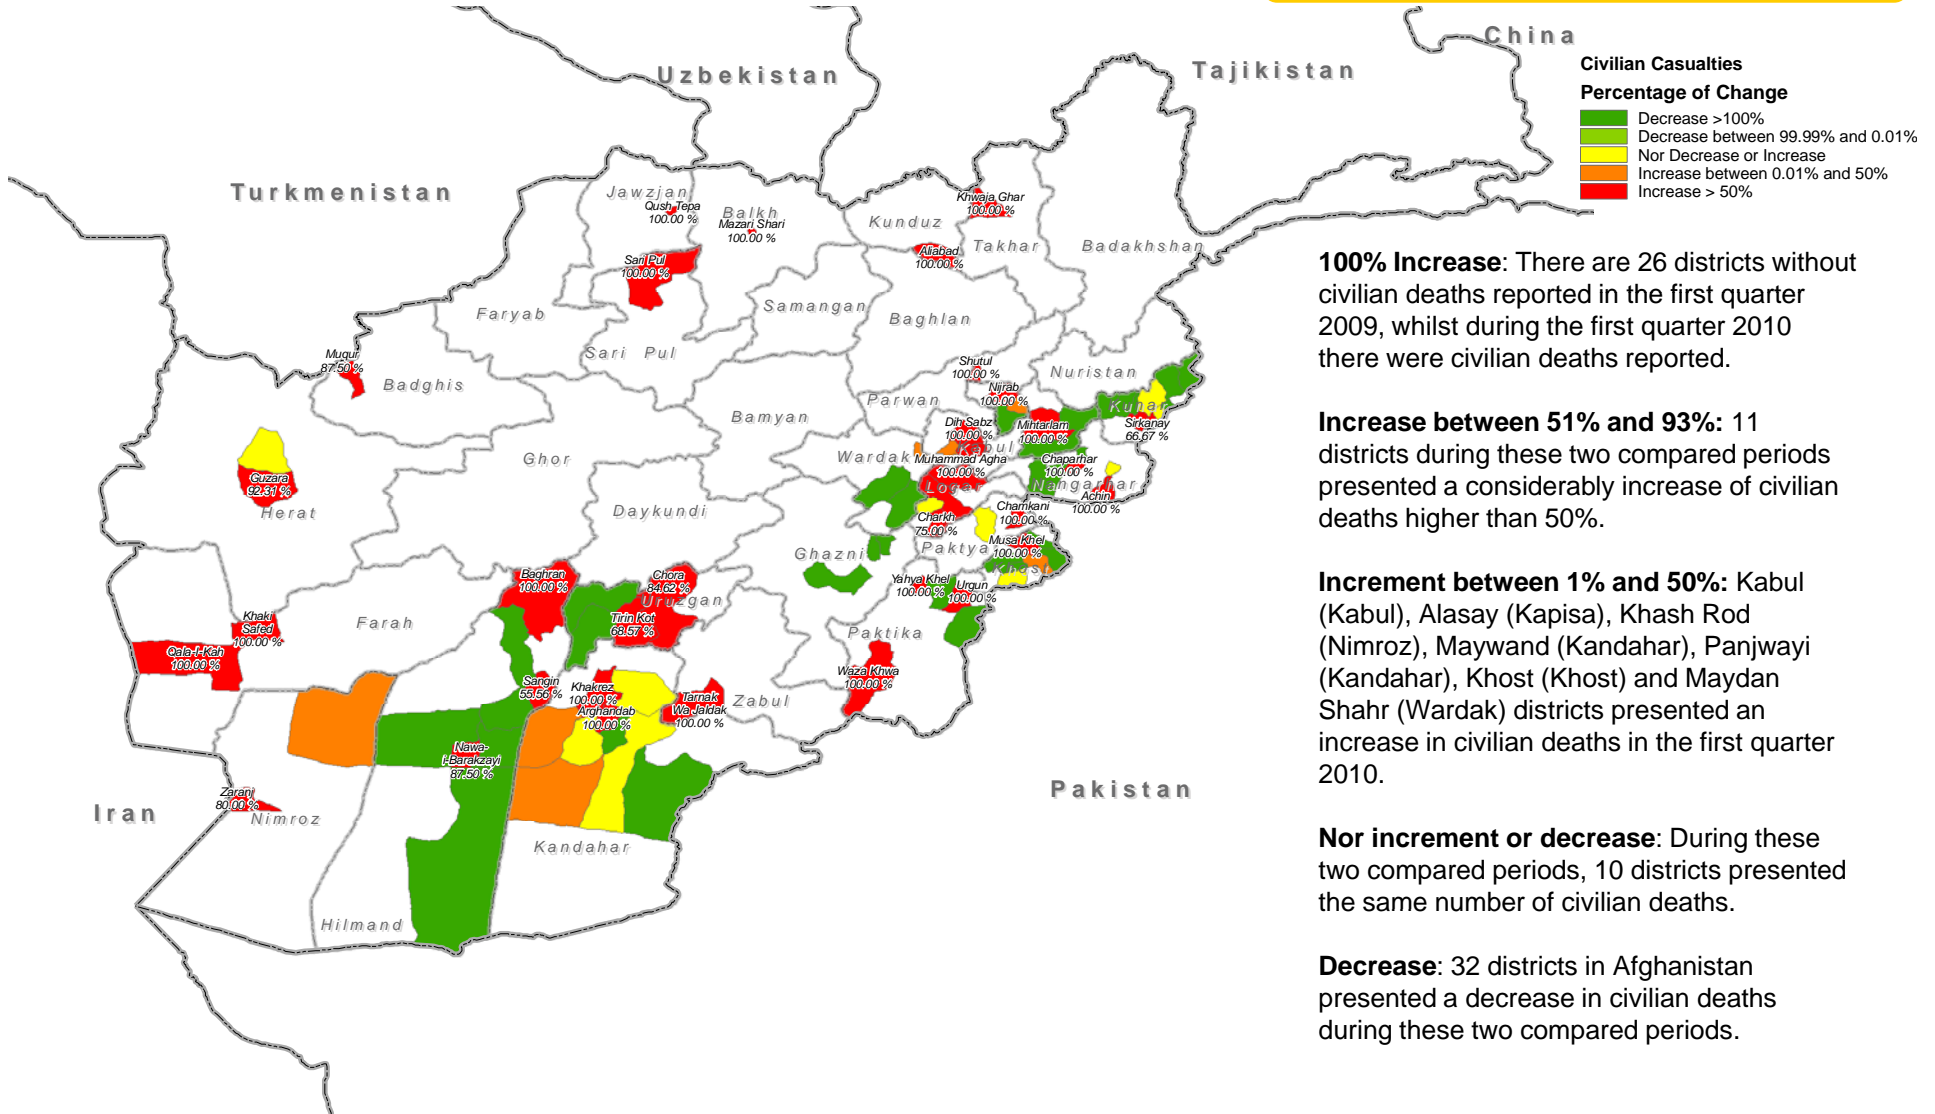 China
Uzbekistan
Tajikistan
Turkmenistan
Civilian Casualties
Percentage of Change
Decrease >100%
Decrease between 99.99% and 0.01%
Nor Decrease or Increase
Increase between 0.01% and 50%
Increase > 50%
Jawzjan
Qush Tepa
100.00 %
Balkh
Mazari Shari
100.00 %
Kunduz
Khwaja Ghar
100.00 %
Aliabad
100.00 %
Takhar
Badakhshan
Sari Pul
100.00 %
Faryab
Samangan
Baghlan
Sari Pul
Muqur
87.50 %
Badghis
Shutul
100.00 %
Nuristan
Nijrab
100.00 %
Parwan
Bamyan
Kunar
Sirkanay
66.67 %
Dih Sabz
100.00 %
Mihtarlam
100.00 %
Kabul
Wardak
Muhammad Agha
100.00 %
Chaparhar
100.00 %
Nangarhar
Achin
100.00 %
Logar
Ghor
Guzara
92.31 %
Herat
Daykundi
Charkh
75.00 %
Chamkani
100.00 %
Ghazni
Paktya
Musa Khel
100.00 %
Khost
Baghran
100.00 %
Chora
84.62 %
Uruzgan
Yahya Khel
100.00 %
Urgun
100.00 %
Khaki
Safed
100.00 %
Farah
Tirin Kot
68.57 %
Paktika
Qala-I-Kah
100.00 %
Waza Khwa
100.00 %
Sangin
55.56 %
Khakrez
100.00 %
Arghandab
100.00 %
Tarnak
Wa Jaldak
100.00 %
Zabul
Nawa-
i-Barakzayi
87.50 %
Zaranj
80.00 %
Nimroz
Iran
Pakistan
Kandahar
Hilmand
100% Increase: There are 26 districts without
civilian deaths reported in the first quarter
2009, whilst during the first quarter 2010
there were civilian deaths reported.
Increase between 51% and 93%: 11
districts during these two compared periods
presented a considerably increase of civilian
deaths higher than 50%.
Increment between 1% and 50%: Kabul
(Kabul), Alasay (Kapisa), Khash Rod
(Nimroz), Maywand (Kandahar), Panjwayi
(Kandahar), Khost (Khost) and Maydan
Shahr (Wardak) districts presented an
increase in civilian deaths in the first quarter
2010.
Nor increment or decrease: During these
two compared periods, 10 districts presented
the same number of civilian deaths.
Decrease: 32 districts in Afghanistan
presented a decrease in civilian deaths
during these two compared periods.